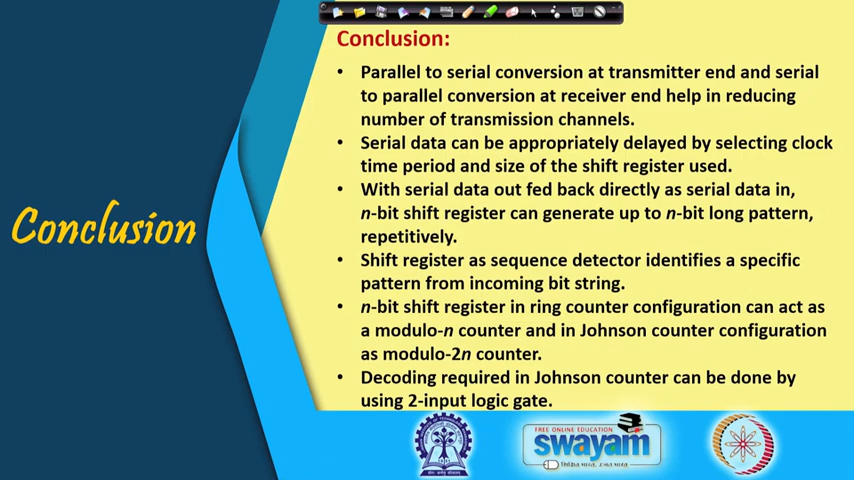 Conclusion:
• Parallel to serial conversion at transmitter end and serial
to parallel conversion at receiver end help in reducing
number of transmission channels.
• Serial data can be appropriately delayed by selecting clock
time period and size of the shift register used.
• With serial data out fed back directly as serial data in,
n-bit shift register can generate up to n-bit long pattern,
repetitively.
• Shift register as sequence detector identifies a specific
pattern from incoming bit string.
• n-bit shift register in ring counter configuration can act as
a modulo-n counter and in Johnson counter configuration
as modulo-2n counter.
• Decoding required in Johnson counter can be done by
using 2-input logic gate.
Conclusion
FREE ONLINE EDUCATION
swayam